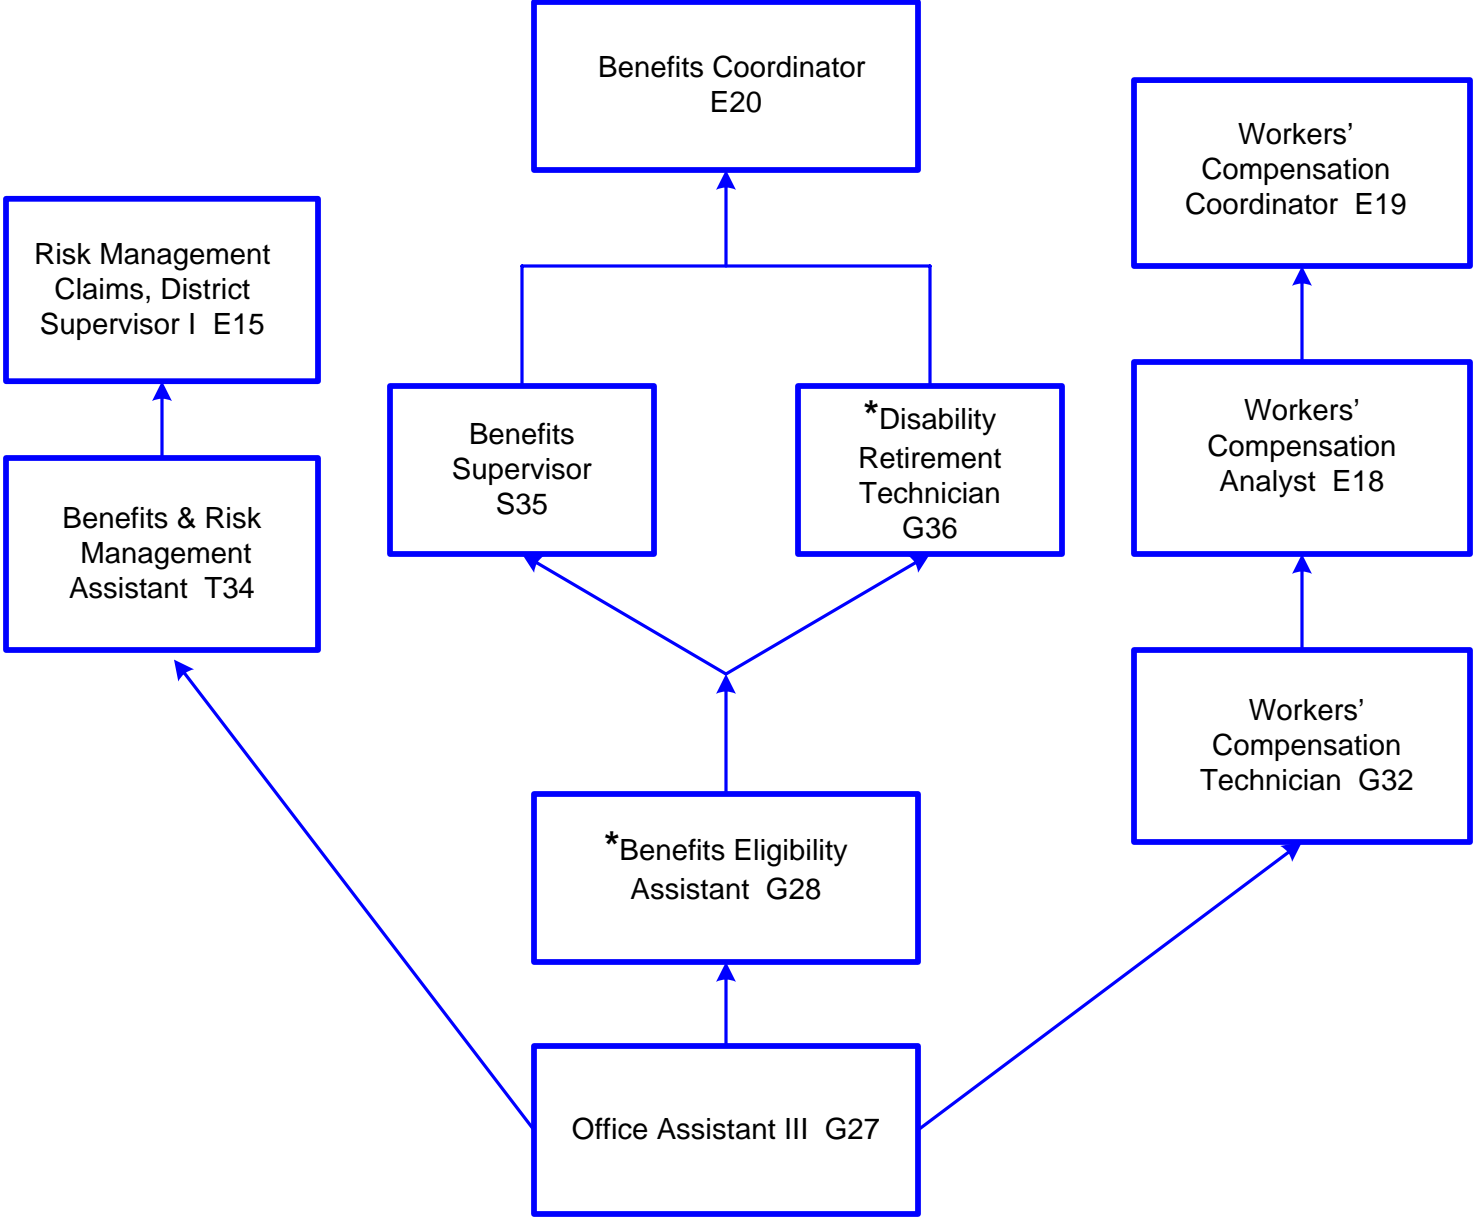 Benefits Coordinator
E20
Workers’
Compensation
Coordinator E19
Risk Management
Claims, District
Supervisor I E15
Benefits
Supervisor
S35
*Disability
Retirement
Technician
G36
Workers’
Compensation
Analyst E18
Benefits & Risk
Management
Assistant T34
Workers’
Compensation
Technician G32
*Benefits Eligibility
Assistant G28
Office Assistant III G27